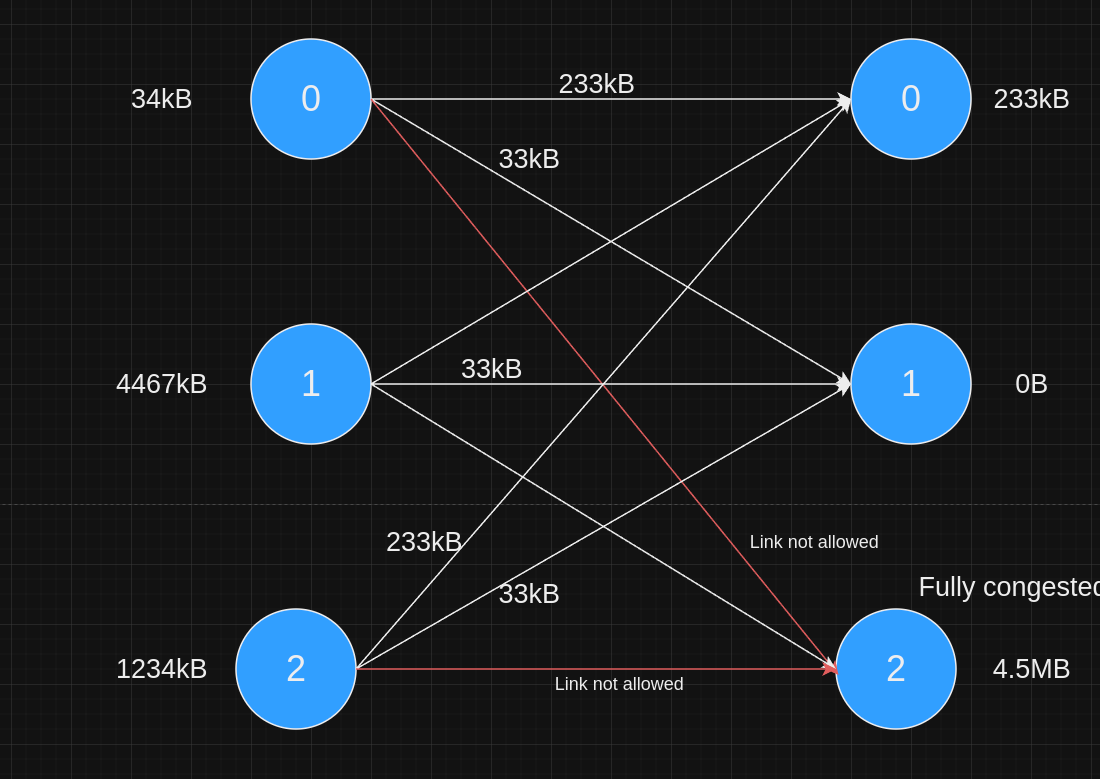 233kB
34kB
0
0
233kB
33kB
33kB
4467kB
1
1
0B
233kB
Link not allowed
Fully congested
33kB
1234kB
2
2
4.5MB
Link not allowed